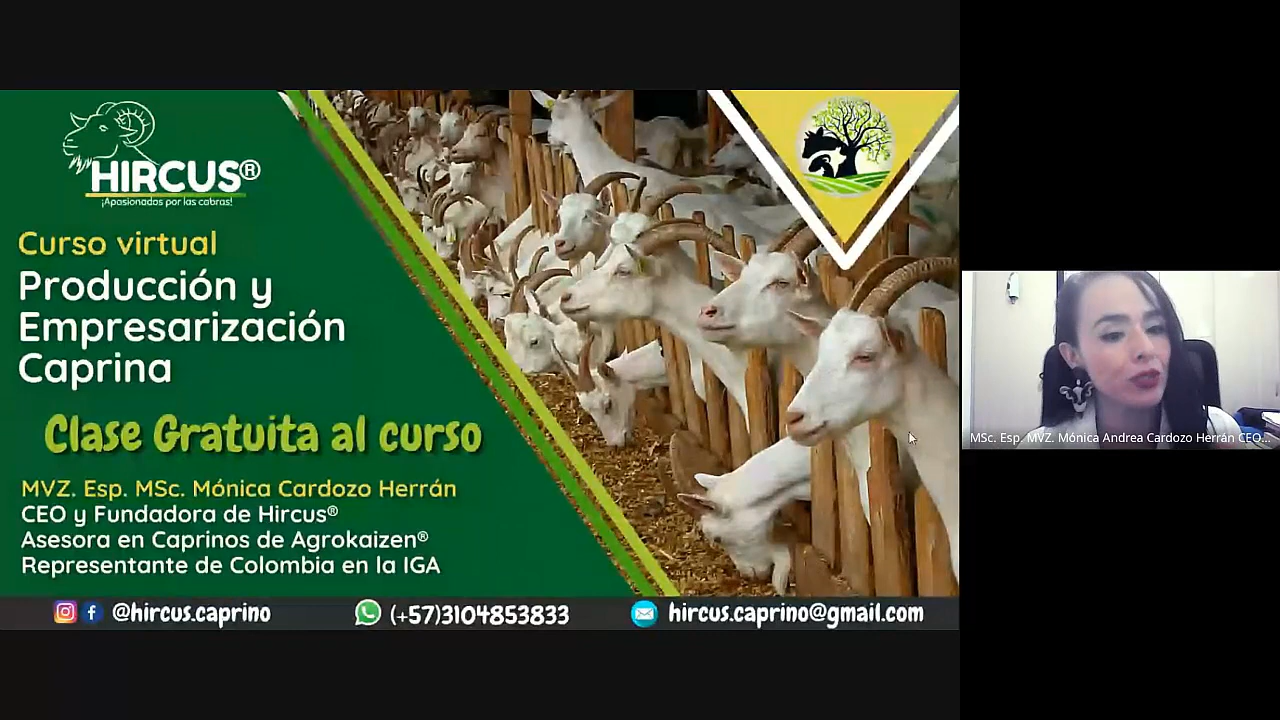 HIRCUS®
¡Apasionados por las cabras!
Curso virtual
Producción y
Empresarización
Caprina
Clase Gratuita al curso
MVZ. Esp. MSc. Mónica Cardozo Herrán
CEO y Fundadora de Hircus®
Asesora en Caprinos de Agrokaizen®
Representante de Colombia en la IGA
@hircus.caprino
(+57)3104853833
hircus.caprino@gmail.com
MSc. Esp. MVZ. Mónica Andrea Cardozo Herrán CEO...